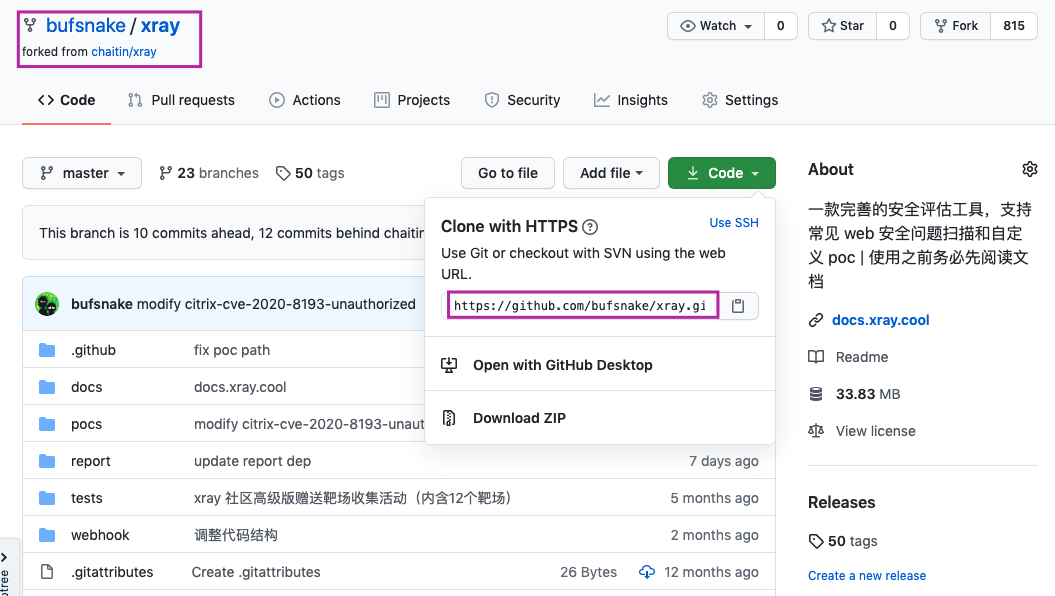 bufsnake / xray
forked from chaitin/xray
Watch 0 Star 0 Fork 815
Code Pull requests Actions Projects Security Insights Settings
master 23 branches 50 tags Go to file Add file Code
This branch is 10 commits ahead, 12 commits behind chaitin
Clone with HTTPS Use SSH
Use Git or checkout with SVN using the web
URL.
https://github.com/bufsnake/xray.gi
Open with GitHub Desktop
Download ZIP
bufsnake modify citrix-cve-2020-8193-unauthorized
.github fix poc path
docs docs.xray.cool
pocs modify citrix-cve-2020-8193-unaut
report update report dep 7 days ago
tests xray 社区高级版赠送靶场收集活动（内含12个靶场） 5 months ago
webhook 调整代码结构 2 months ago
.gitattributes Create .gitattributes 26 Bytes 12 months ago
About
一款完善的安全评估工具，支持
常见 web 安全问题扫描和自定
义 poc | 使用之前务必先阅读文
档
docs.xray.cool
Readme
33.83 MB
View license
Releases
50 tags
Create a new release